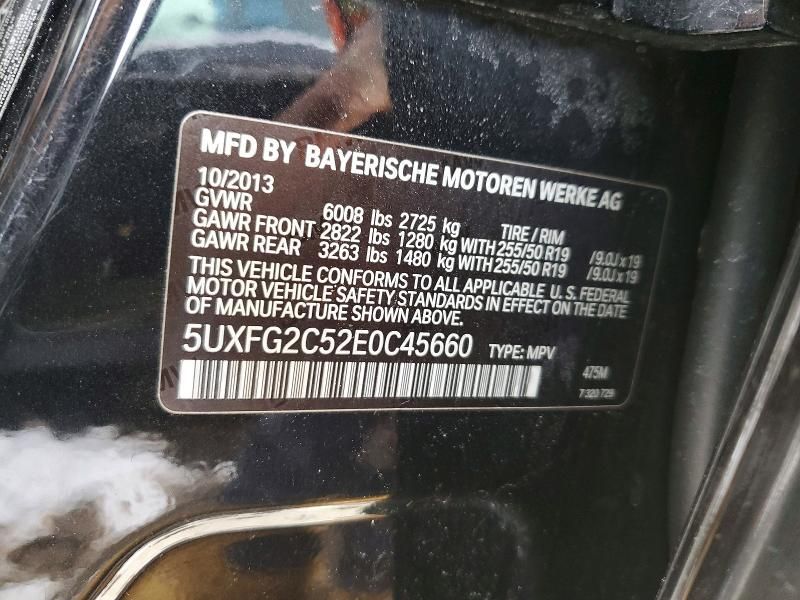 MFD BY BAYERISCHE MOTOREN WERKE AG
10/2013
GVWR 6008 lbs 2725 kg TIRE / RIM
GAWR FRONT 2822 lbs 1280 kg WITH 255/50 R19 /9.0J x 19
GAWR REAR 3263 lbs 1480 kg WITH 255/50 R19 /9.0J x 19
THIS VEHICLE CONFORMS TO ALL APPLICABLE U. S. FEDERAL
MOTOR VEHICLE SAFETY STANDARDS IN EFFECT ON THE DATE
OF MANUFACTURE SHOWN ABOVE.
5UXFG2C52E0C45660 TYPE: MPV
475M
7 320 729